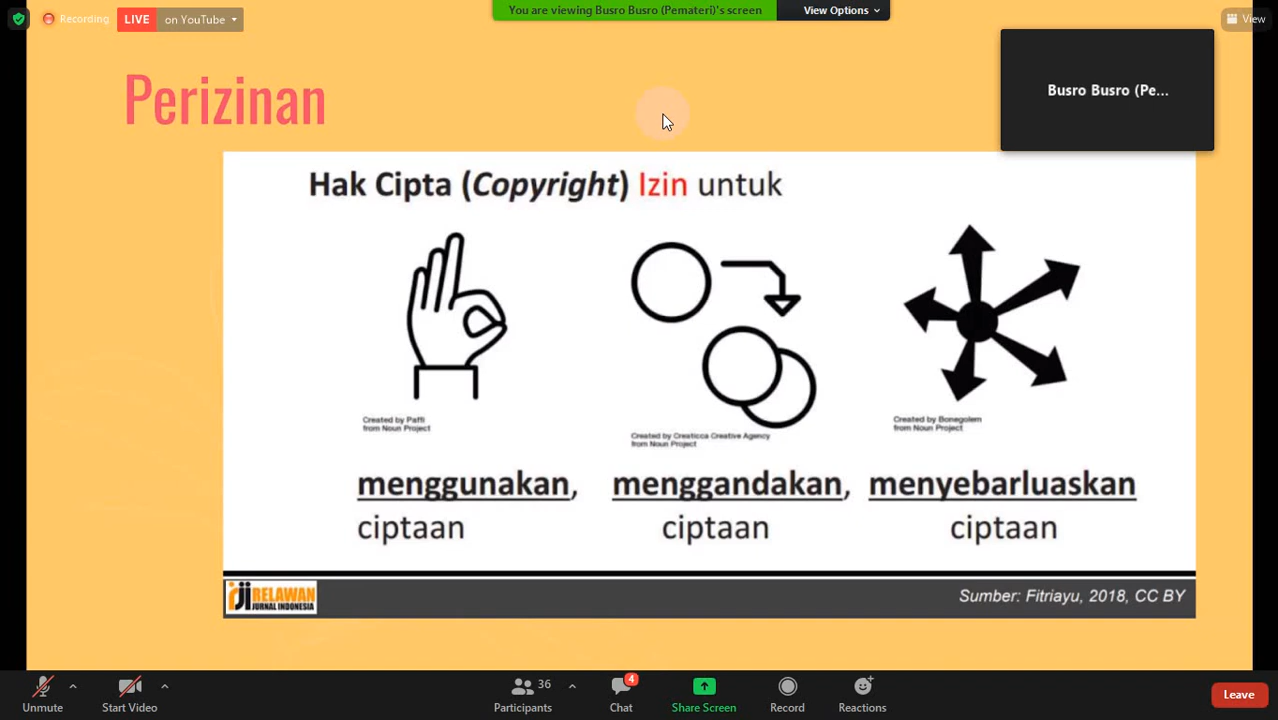 Recording
LIVE
on YouTube
You are viewing Busro Busro (Pemateri)'s screen
View Options
View
Busro Busro (Pe...
Perizinan
Hak Cipta (Copyright) Izin untuk
Created by Paffi
from Noun Project
Created by Creaticca Creative Agency
from Noun Project
Created by Bonegolem
from Noun Project
menggunakan, menggandakan, menyebarluaskan
ciptaan ciptaan ciptaan
RELAWAN
JURNAL INDONESIA
Sumber: Fitriayu, 2018, CC BY
36
4
Unmute
Start Video
Participants
Chat
Share Screen
Record
Reactions
Leave